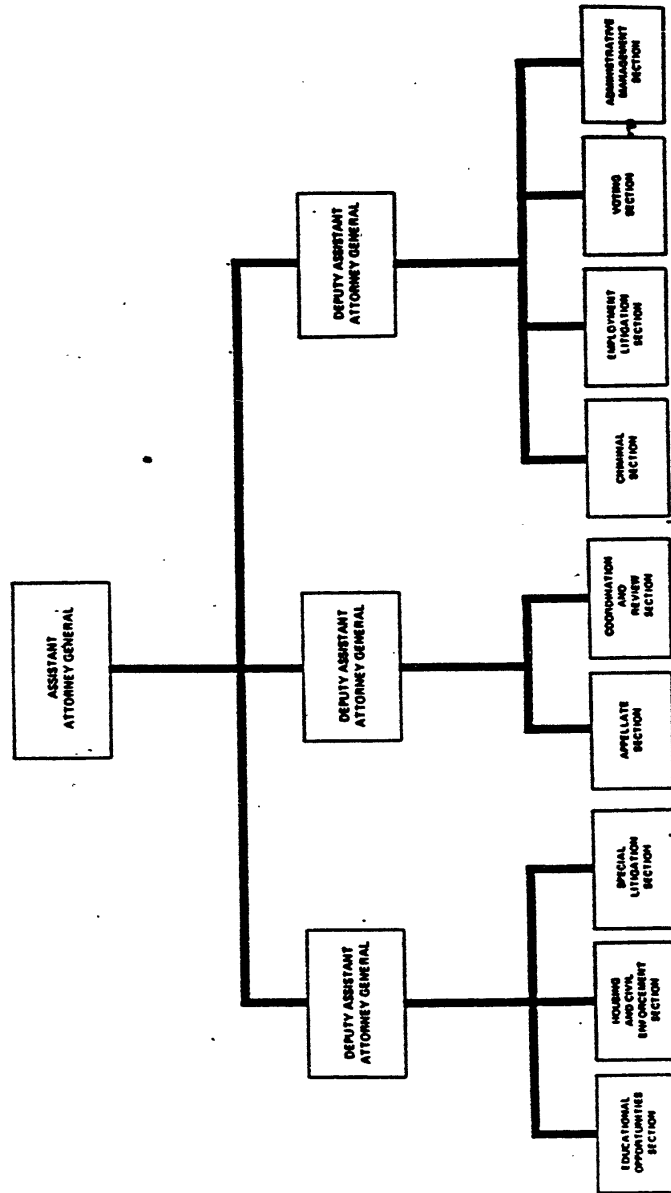 ASSISTANT
ATTORNEY GENERAL
DEPUTY ASSISTANT
ATTORNEY GENERAL
DEPUTY ASSISTANT
ATTORNEY GENERAL
DEPUTY ASSISTANT
ATTORNEY GENERAL
EDUCATIONAL
OPPORTUNITIES
SECTION
HOUSING
AND CIVIL
ENFORCEMENT
SECTION
SPECIAL
LITIGATION
SECTION
APPELLATE
SECTION
COORDINATION
AND
REVIEW
SECTION
CRIMINAL
SECTION
EMPLOYMENT
LITIGATION
SECTION
VOTING
SECTION
ADMINISTRATIVE
MANAGEMENT
SECTION